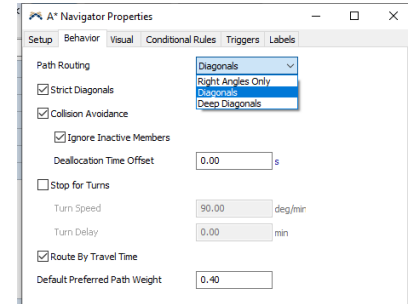 A* Navigator Properties
Setup Behavior Visual Conditional Rules Triggers Labels
Path Routing Diagonals
Right Angles Only
Diagonals
Deep Diagonals
Strict Diagonals
Collision Avoidance
Ignore Inactive Members
Deallocation Time Offset 0.00 s
Stop for Turns
Turn Speed 90.00 deg/min
Turn Delay 0.00 min
Route By Travel Time
Default Preferred Path Weight 0.40